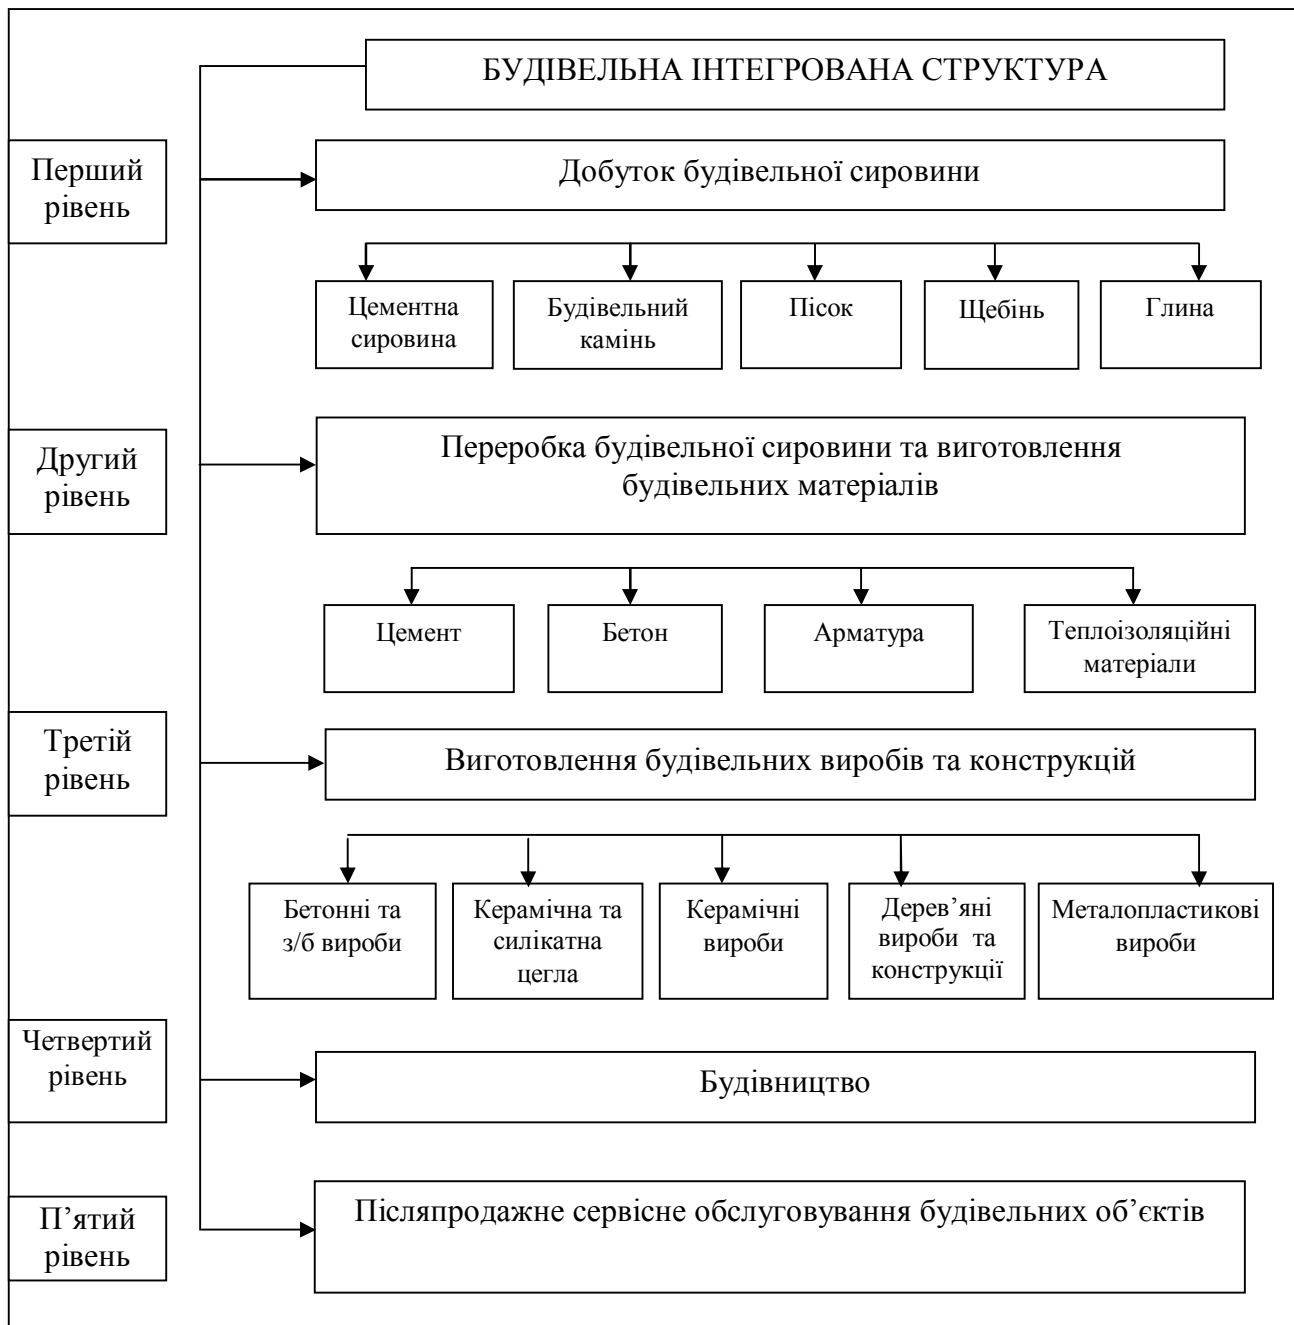 БУДІВЕЛЬНА ІНТЕГРОВАНА СТРУКТУРА
Перший
рівень
Добуток будівельної сировини
Цементна
сировина
Будівельний
камінь
Пісок
Щебінь
Глина
Другий
рівень
Переробка будівельної сировини та виготовлення
будівельних матеріалів
Цемент
Бетон
Арматура
Теплоізоляційні
матеріали
Третій
рівень
Виготовлення будівельних виробів та конструкцій
Бетонні та
з/б вироби
Керамічна та
силікатна
цегла
Керамічні
вироби
Дерев’яні
вироби та
конструкції
Металопластикові
вироби
Четвертий
рівень
Будівництво
П’ятий
рівень
Післяпродажне сервісне обслуговування будівельних об’єктів